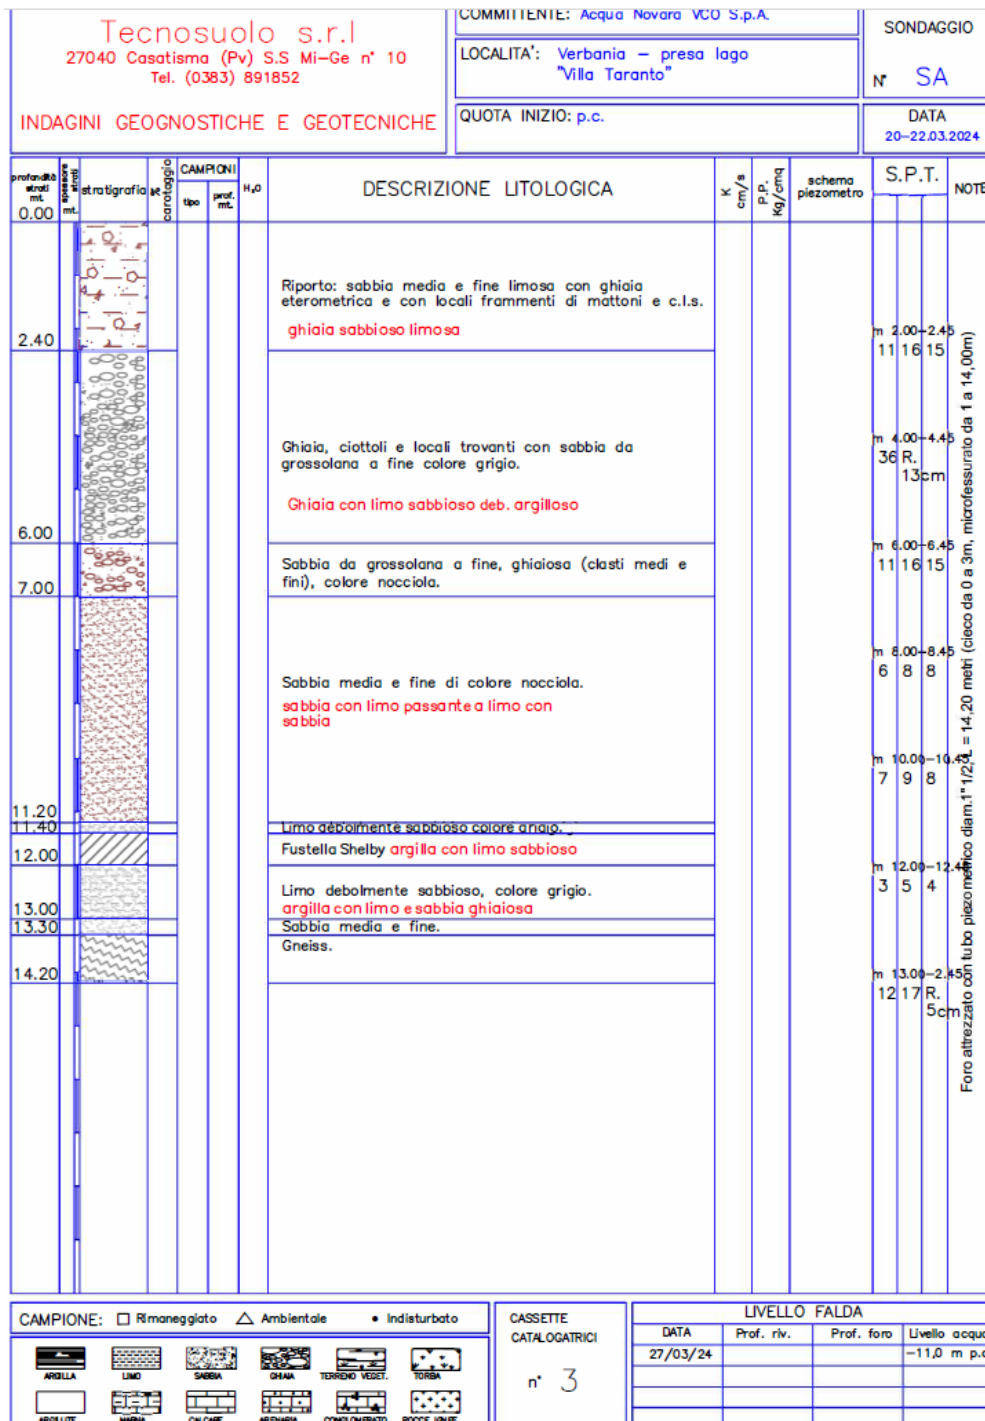 Tecnosuolo s.r.l
27040 Casatisma (Pv) S.S Mi-Ge n° 10
Tel. (0383) 891852
INDAGINI GEOGNOSTICHE E GEOTECNICHE
COMMITTENTE: Acqua Novara VCO S.p.A.
LOCALITA': Verbania – presa lago
"Villa Taranto"
QUOTA INIZIO: p.c.
SONDAGGIO
N° SA
DATA
20-22.03.2024
profondità strati mt.
0.00
spessore strati mt.
stratigrafia
% carotaggio
CAMPIONI
tipo
prof. mt.
H₂O
DESCRIZIONE LITOLOGICA
K cm/s
P.P. Kg/cmq
schema piezometro
S.P.T.
NOTE
Riporto: sabbia media e fine limosa con ghiaia
eterometrica e con locali frammenti di mattoni e c.l.s.
ghiaia sabbioso limosa
2.40
m 2.00-2.45
11 16 15
Ghiaia, ciottoli e locali trovanti con sabbia da
grossolana a fine colore grigio.
m 4.00-4.45
36 R.
13cm
Ghiaia con limo sabbioso deb. argilloso
6.00
m 6.00-6.45
11 16 15
Sabbia da grossolana a fine, ghiaiosa (clasti medi e
fini), colore nocciola.
7.00
m 8.00-8.45
6 8 8
Sabbia media e fine di colore nocciola.
sabbia con limo passante a limo con
sabbia
m 10.00-10.45
7 9 8
11.20
11.40
Limo debolmente sabbioso colore grigio.
Fustella Shelby argilla con limo sabbioso
12.00
m 12.00-12.45
3 5 4
Limo debolmente sabbioso, colore grigio.
argilla con limo e sabbia ghiaiosa
13.00
Sabbia media e fine.
13.30
Gneiss.
14.20
m 13.00-2.45
12 17 R.
5cm
Foro attrezzato con tubo piezometrico diam.1"1/2, L = 14,20 metri (cieco da 0 a 3m, microfessurato da 1 a 14,00m)
CAMPIONE: Rimaneggiato Ambientale Indisturbato
ARGILLA LIMO SABBIA GHIAIA TERRENO VEGET. TORBA
ARGILLITE MARNA CALCARE ARENARIA CONGLOMERATO ROCCE IGNEE
CASSETTE
CATALOGATRICI
n° 3
LIVELLO FALDA
DATA Prof. riv. Prof. foro Livello acqua
27/03/24 -11,0 m p.c